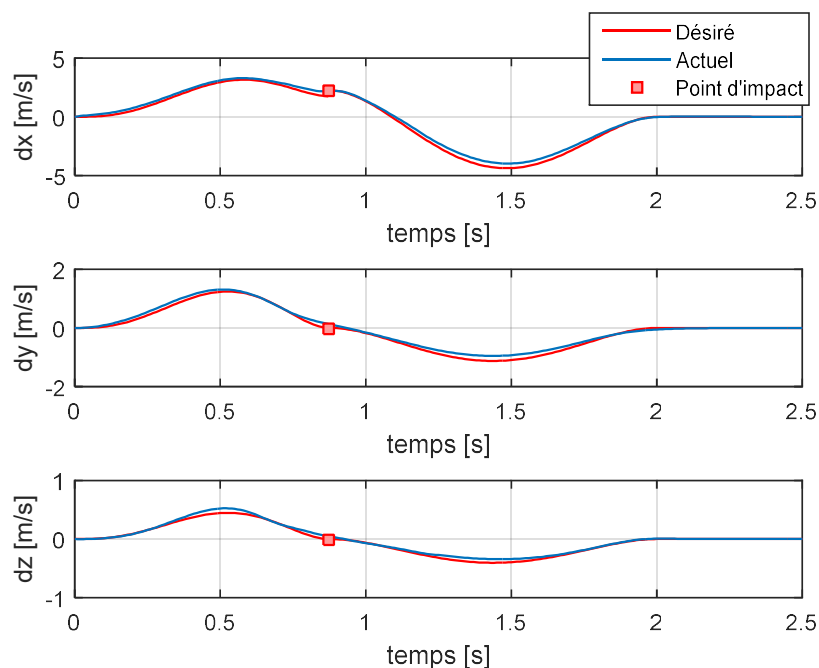 Désiré
Actuel
Point d'impact
dx [m/s]
5
0
-5
0 0.5 1 1.5 2 2.5
temps [s]
dy [m/s]
2
0
-2
0 0.5 1 1.5 2 2.5
temps [s]
dz [m/s]
1
0
-1
0 0.5 1 1.5 2 2.5
temps [s]